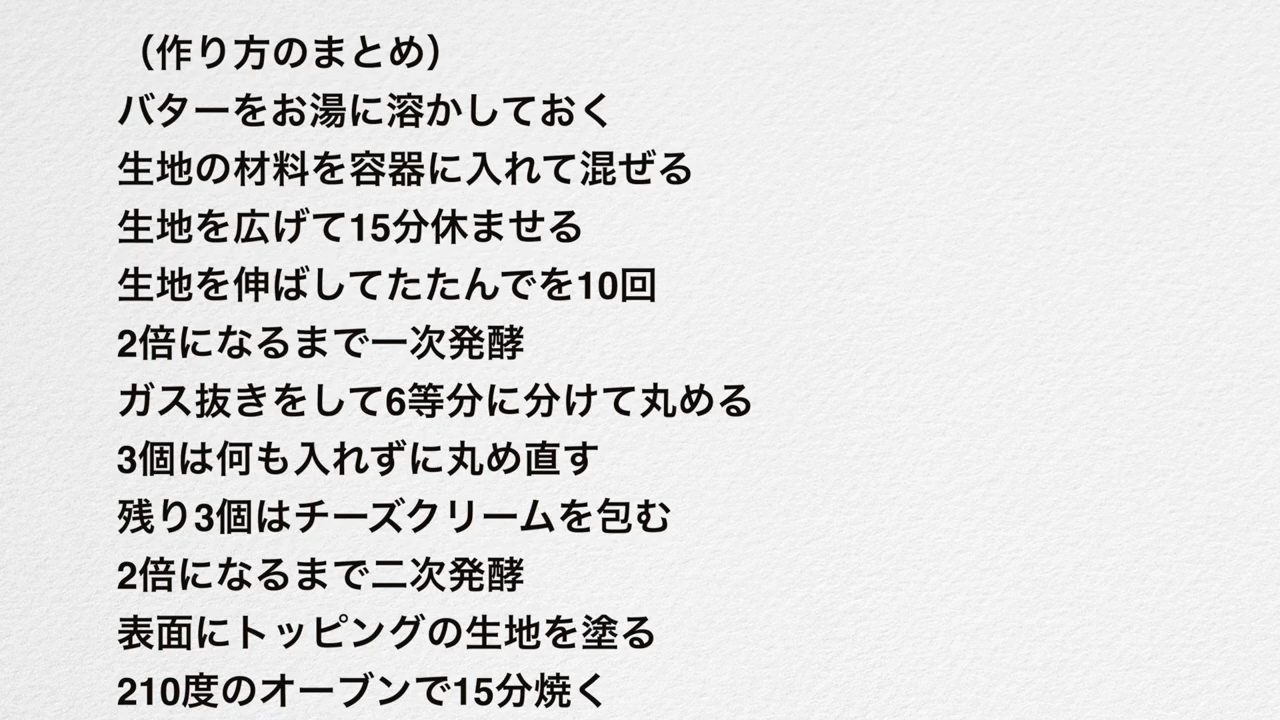 （作り方のまとめ）
バターをお湯に溶かしておく
生地の材料を容器に入れて混ぜる
生地を広げて15分休ませる
生地を伸ばしてたたんでを10回
2倍になるまで一次発酵
ガス抜きをして6等分に分けて丸める
3個は何も入れずに丸め直す
残り3個はチーズクリームを包む
2倍になるまで二次発酵
表面にトッピングの生地を塗る
210度のオーブンで15分焼く